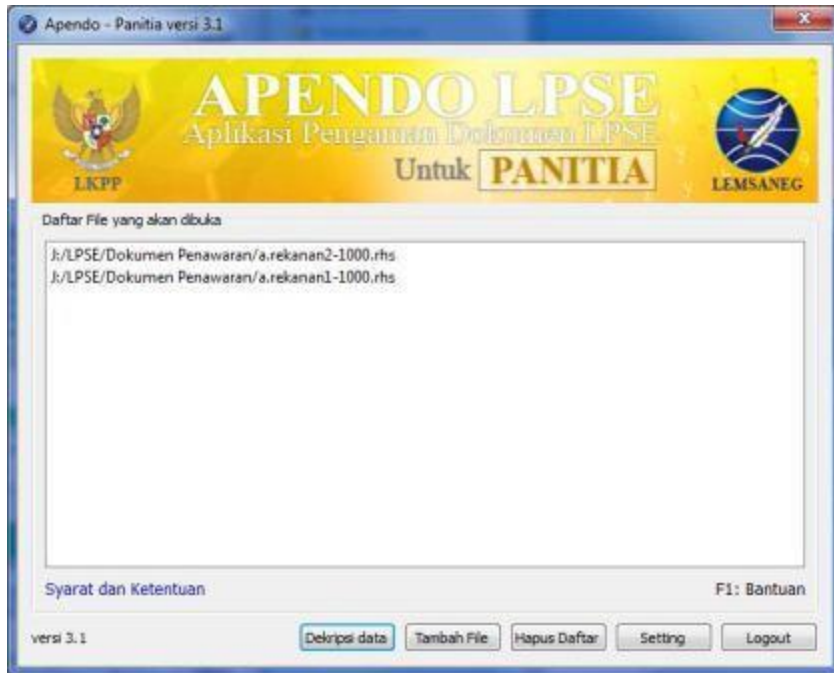 Apendo - Panitia versi 3.1
APENDO LPSE
Aplikasi Pengaman Dokumen LPSE
Untuk PANITIA
LKPP
LEMSANEG
Daftar File yang akan dibuka
J:/LPSE/Dokumen Penawaran/a.rekanan2-1000.rhs
J:/LPSE/Dokumen Penawaran/a.rekanan1-1000.rhs
Syarat dan Ketentuan
F1: Bantuan
versi 3.1
Dekripsi data
Tambah File
Hapus Daftar
Setting
Logout